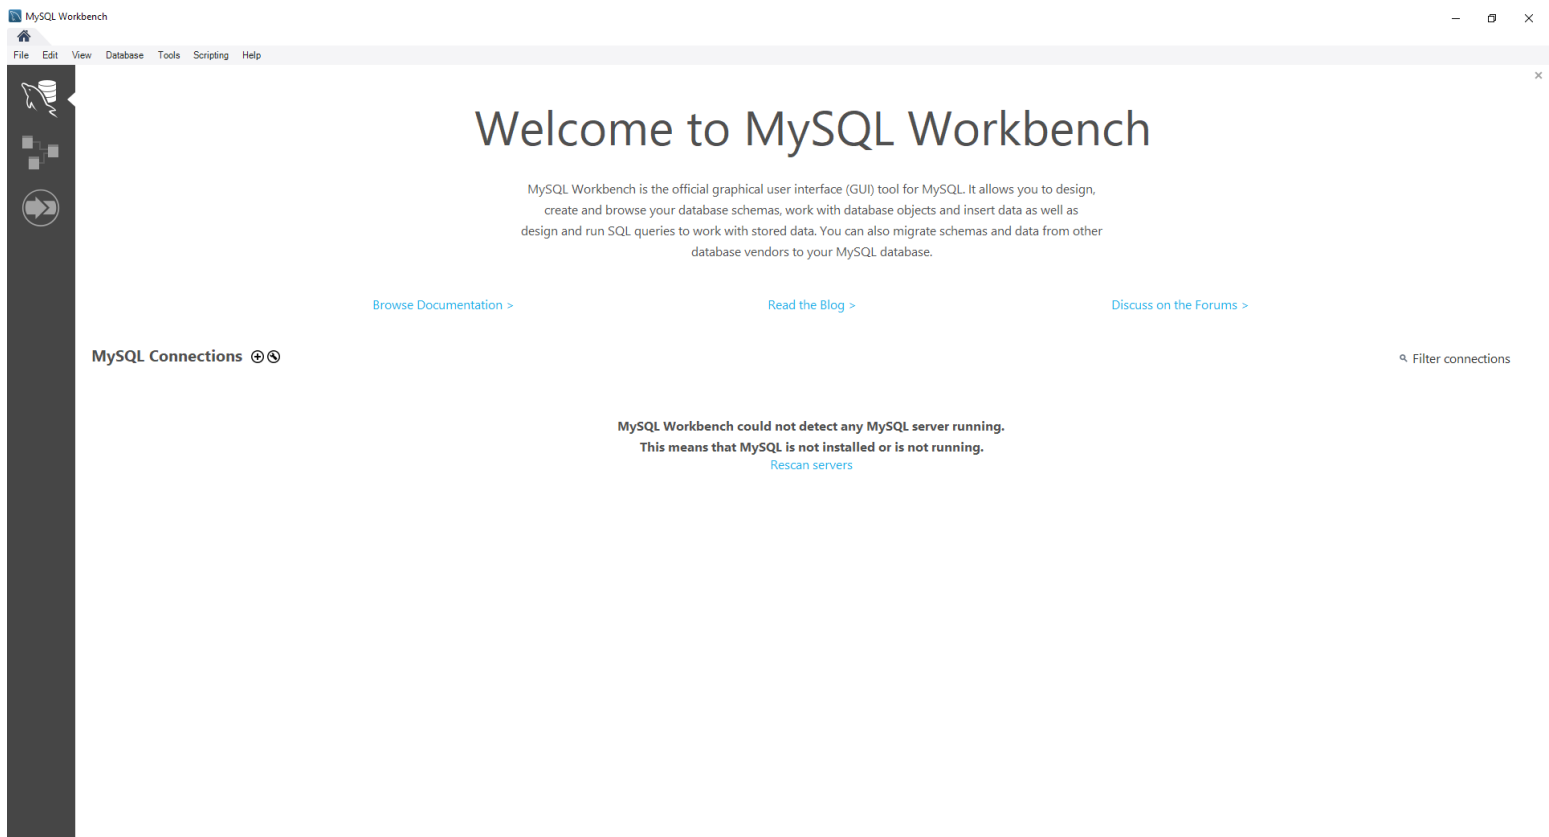 MySQL Workbench
File Edit View Database Tools Scripting Help
Welcome to MySQL Workbench
MySQL Workbench is the official graphical user interface (GUI) tool for MySQL. It allows you to design,
create and browse your database schemas, work with database objects and insert data as well as
design and run SQL queries to work with stored data. You can also migrate schemas and data from other
database vendors to your MySQL database.
Browse Documentation > Read the Blog > Discuss on the Forums >
MySQL Connections Filter connections
MySQL Workbench could not detect any MySQL server running.
This means that MySQL is not installed or is not running.
Rescan servers